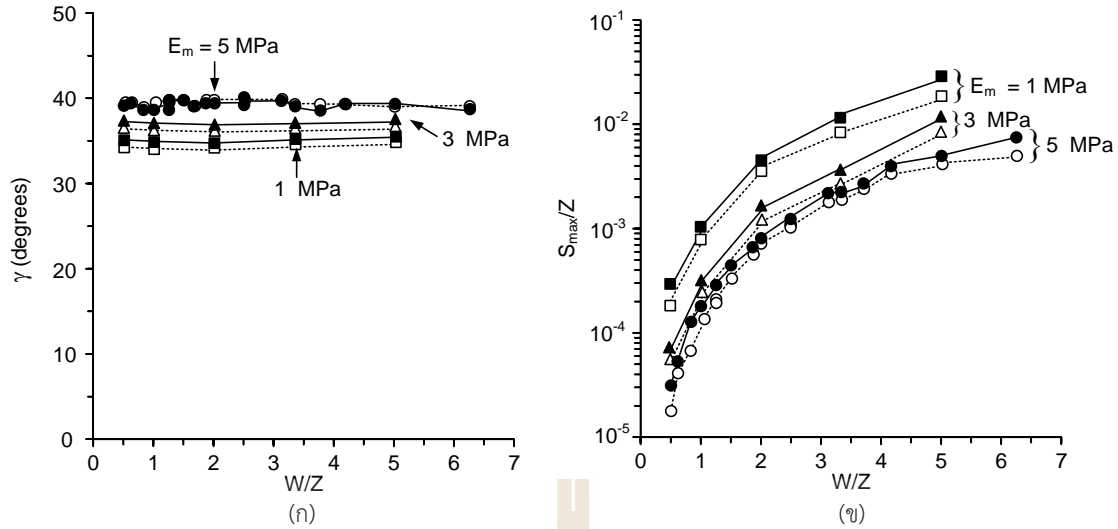 50
40
30
20
10
0
γ (degrees)
E_m = 5 MPa
3 MPa
1 MPa
0 1 2 3 4 5 6 7
W/Z
(ก)
10⁻¹
10⁻²
10⁻³
10⁻⁴
10⁻⁵
S_max/Z
E_m = 1 MPa
3 MPa
5 MPa
0 1 2 3 4 5 6 7
W/Z
(ข)